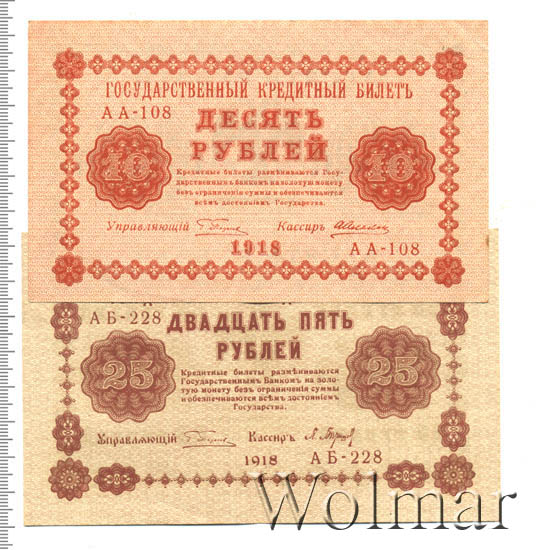 ГОСУДАРСТВЕННЫЙ КРЕДИТНЫЙ БИЛЕТЪ
АА-108
ДЕСЯТЬ
РУБЛЕЙ
10 10
Кредитные билеты размѣниваются Го-
сударственнымъ банкомъ на золотую монету
безъ ограниченія суммы и обезпечиваются
всѣмъ достояніемъ Государства.
Управляющій Кассиръ
1918 АА-108
АБ-228 ДВАДЦАТЬ ПЯТЬ
РУБЛЕЙ
25 25
Кредитные билеты размѣниваются
Государственнымъ Банкомъ на золо-
тую монету безъ ограниченія суммы
и обезпечиваются всѣмъ достояніемъ
Государства.
Управляющій Кассиръ
1918 АБ-228
Wolmar